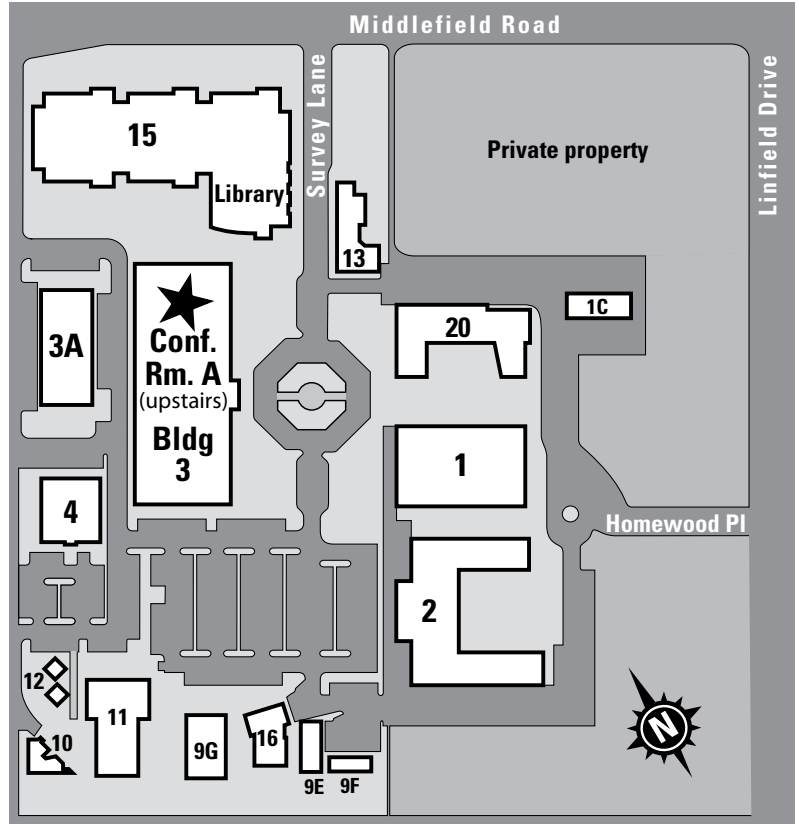 Middlefield Road
Survey Lane
Linfield Drive
15
Library
Private property
13
1C
20
3A
Conf.
Rm. A
(upstairs)
Bldg
3
1
4
Homewood Pl
2
12
11
10
9G
16
9E
9F
N